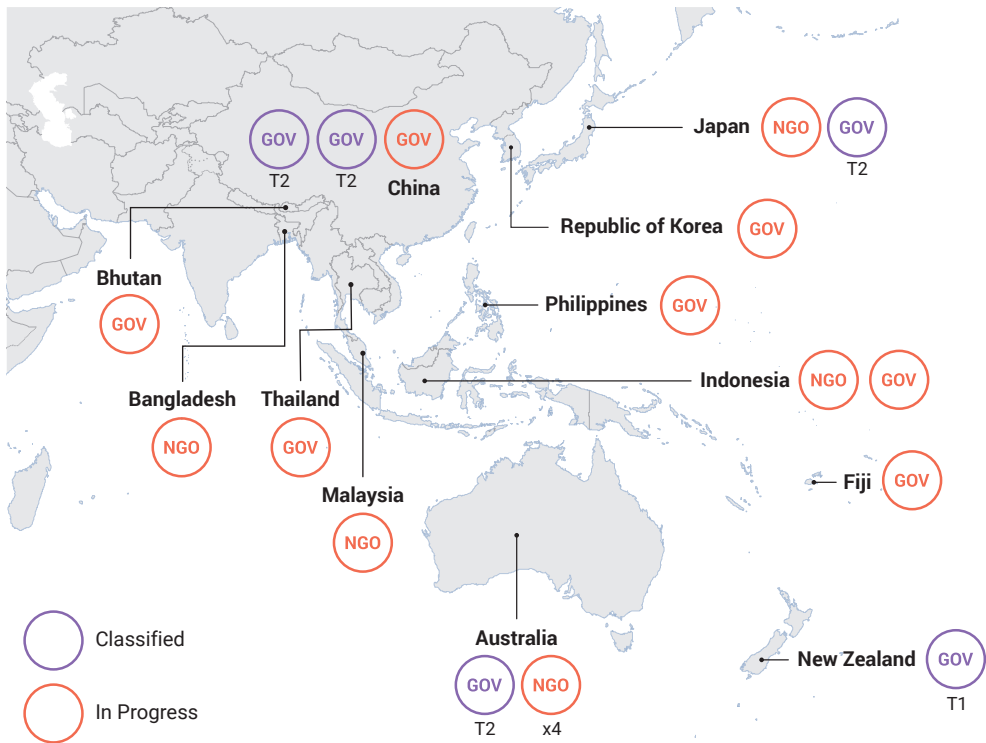 GOV GOV GOV
T2 T2 China
Japan NGO GOV
T2
Republic of Korea GOV
Bhutan
GOV
Philippines GOV
Indonesia NGO GOV
Bangladesh
NGO
Thailand
GOV
Fiji GOV
Malaysia
NGO
Classified
In Progress
Australia
GOV NGO
T2 x4
New Zealand GOV
T1